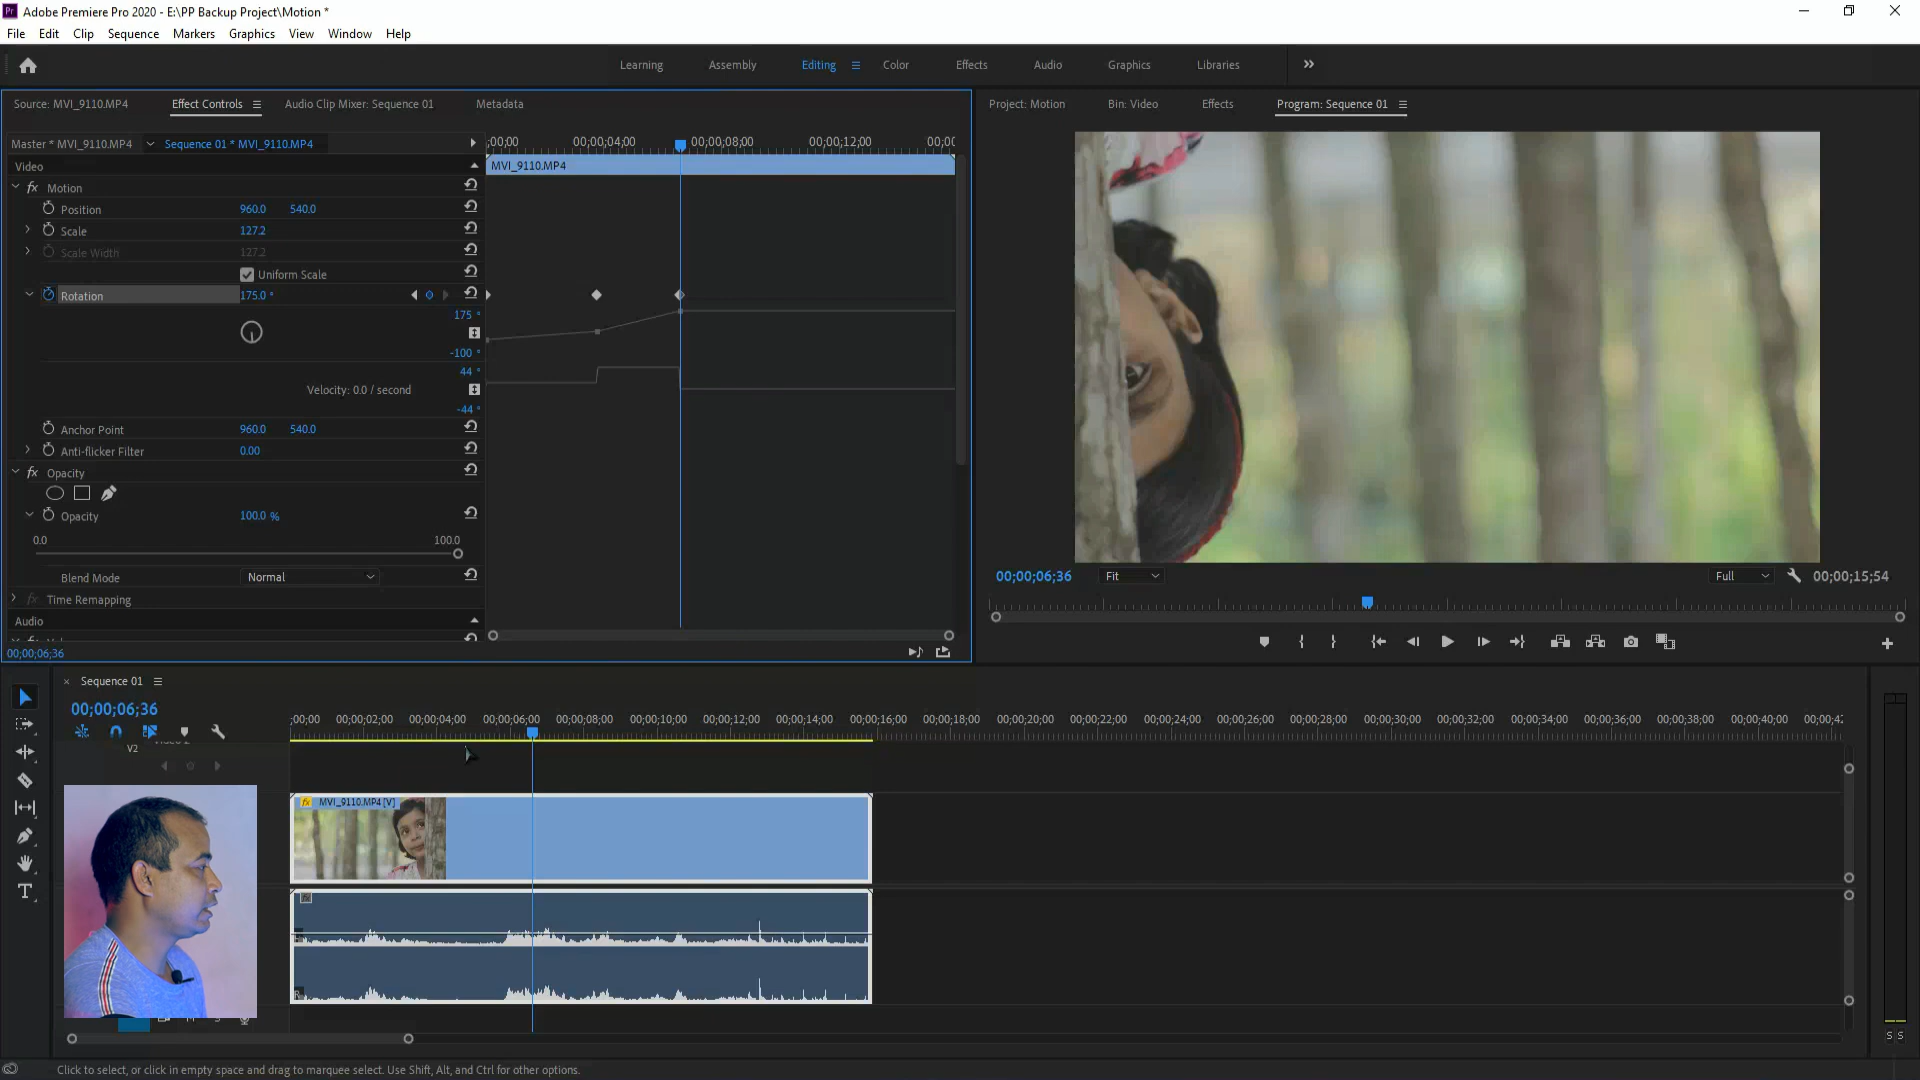 Adobe Premiere Pro 2020 - E:\PP Backup Project\Motion *
File Edit Clip Sequence Markers Graphics View Window Help
Learning Assembly Editing Color Effects Audio Graphics Libraries
Source: MVI_9110.MP4 Effect Controls Audio Clip Mixer: Sequence 01 Metadata
Project: Motion Bin: Video Effects Program: Sequence 01
Master * MVI_9110.MP4 Sequence 01 * MVI_9110.MP4
;00;00 00;00;04;00 00;00;08;00 00;00;12;00 00;0(
Video
MVI_9110.MP4
Motion
Position 960.0 540.0
Scale 127.2
Scale Width 127.2
Uniform Scale
Rotation 175.0 °
175 °
-100 °
44 °
Velocity: 0.0 / second
-44 °
Anchor Point 960.0 540.0
Anti-flicker Filter 0.00
Opacity
Opacity 100.0 %
0.0 100.0
Blend Mode Normal
Time Remapping
Audio
00;00;06;36
00;00;06;36 Fit Full 00;00;15;54
Sequence 01
00;00;06;36
;00;00 00;00;02;00 00;00;04;00 00;00;06;00 00;00;08;00 00;00;10;00 00;00;12;00 00;00;14;00 00;00;16;00 00;00;18;00 00;00;20;00 00;00;22;00 00;00;24;00 00;00;26;00 00;00;28;00 00;00;30;00 00;00;32;00 00;00;34;00 00;00;36;00 00;00;38;00 00;00;40;00 00;00;42
V2
MVI_9110.MP4 [V]
S S
Click to select, or click in empty space and drag to marquee select. Use Shift, Alt, and Ctrl for other options.